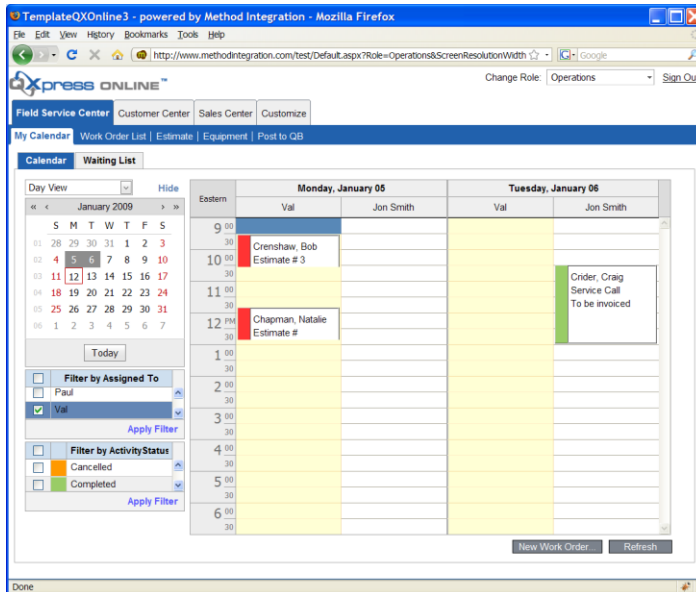 TemplateQXOnline3 - powered by Method Integration - Mozilla Firefox
File Edit View History Bookmarks Tools Help
http://www.methodintegration.com/test/Default.aspx?Role=Operations&ScreenResolutionWidth
Google
QXpress ONLINE™
Change Role: Operations
Sign Ou
Field Service Center Customer Center Sales Center Customize
My Calendar Work Order List | Estimate | Equipment | Post to QB
Calendar Waiting List
Day View Hide
« ‹ January 2009 › »
S M T W T F S
01 28 29 30 31 1 2 3
02 4 5 6 7 8 9 10
03 11 12 13 14 15 16 17
04 18 19 20 21 22 23 24
05 25 26 27 28 29 30 31
06 1 2 3 4 5 6 7
Today
Filter by Assigned To
Paul
Val
Apply Filter
Filter by ActivityStatus
Cancelled
Completed
Apply Filter
Eastern
Monday, January 05 Tuesday, January 06
Val Jon Smith Val Jon Smith
9 00
30
10 00
30
11 00
30
12 PM
30
1 00
30
2 00
30
3 00
30
4 00
30
5 00
30
6 00
30
Crenshaw, Bob
Estimate # 3
Chapman, Natalie
Estimate #
Crider, Craig
Service Call
To be invoiced
New Work Order... Refresh
Done